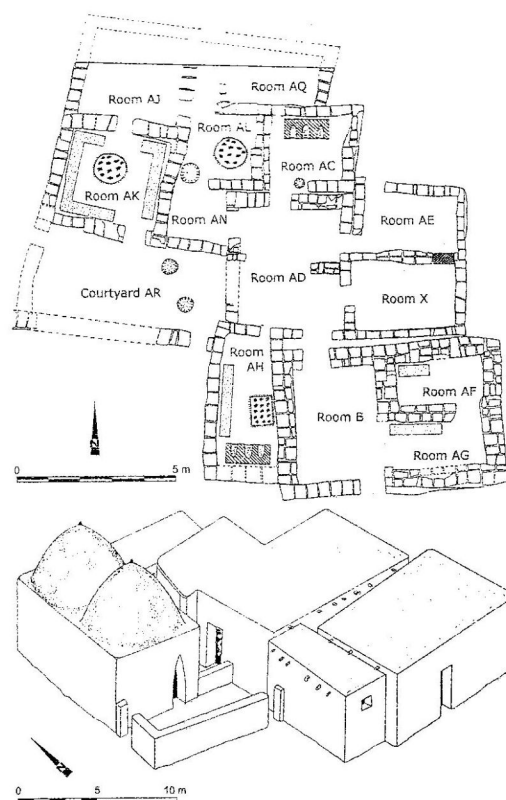 Room AQ
Room AJ
Room AL
Room AC
Room AK
Room AN
Room AE
Room AD
Courtyard AR
Room X
Room
AH
Room AF
Room B
Room AG
N
0 5 m
N
0 5 10 m